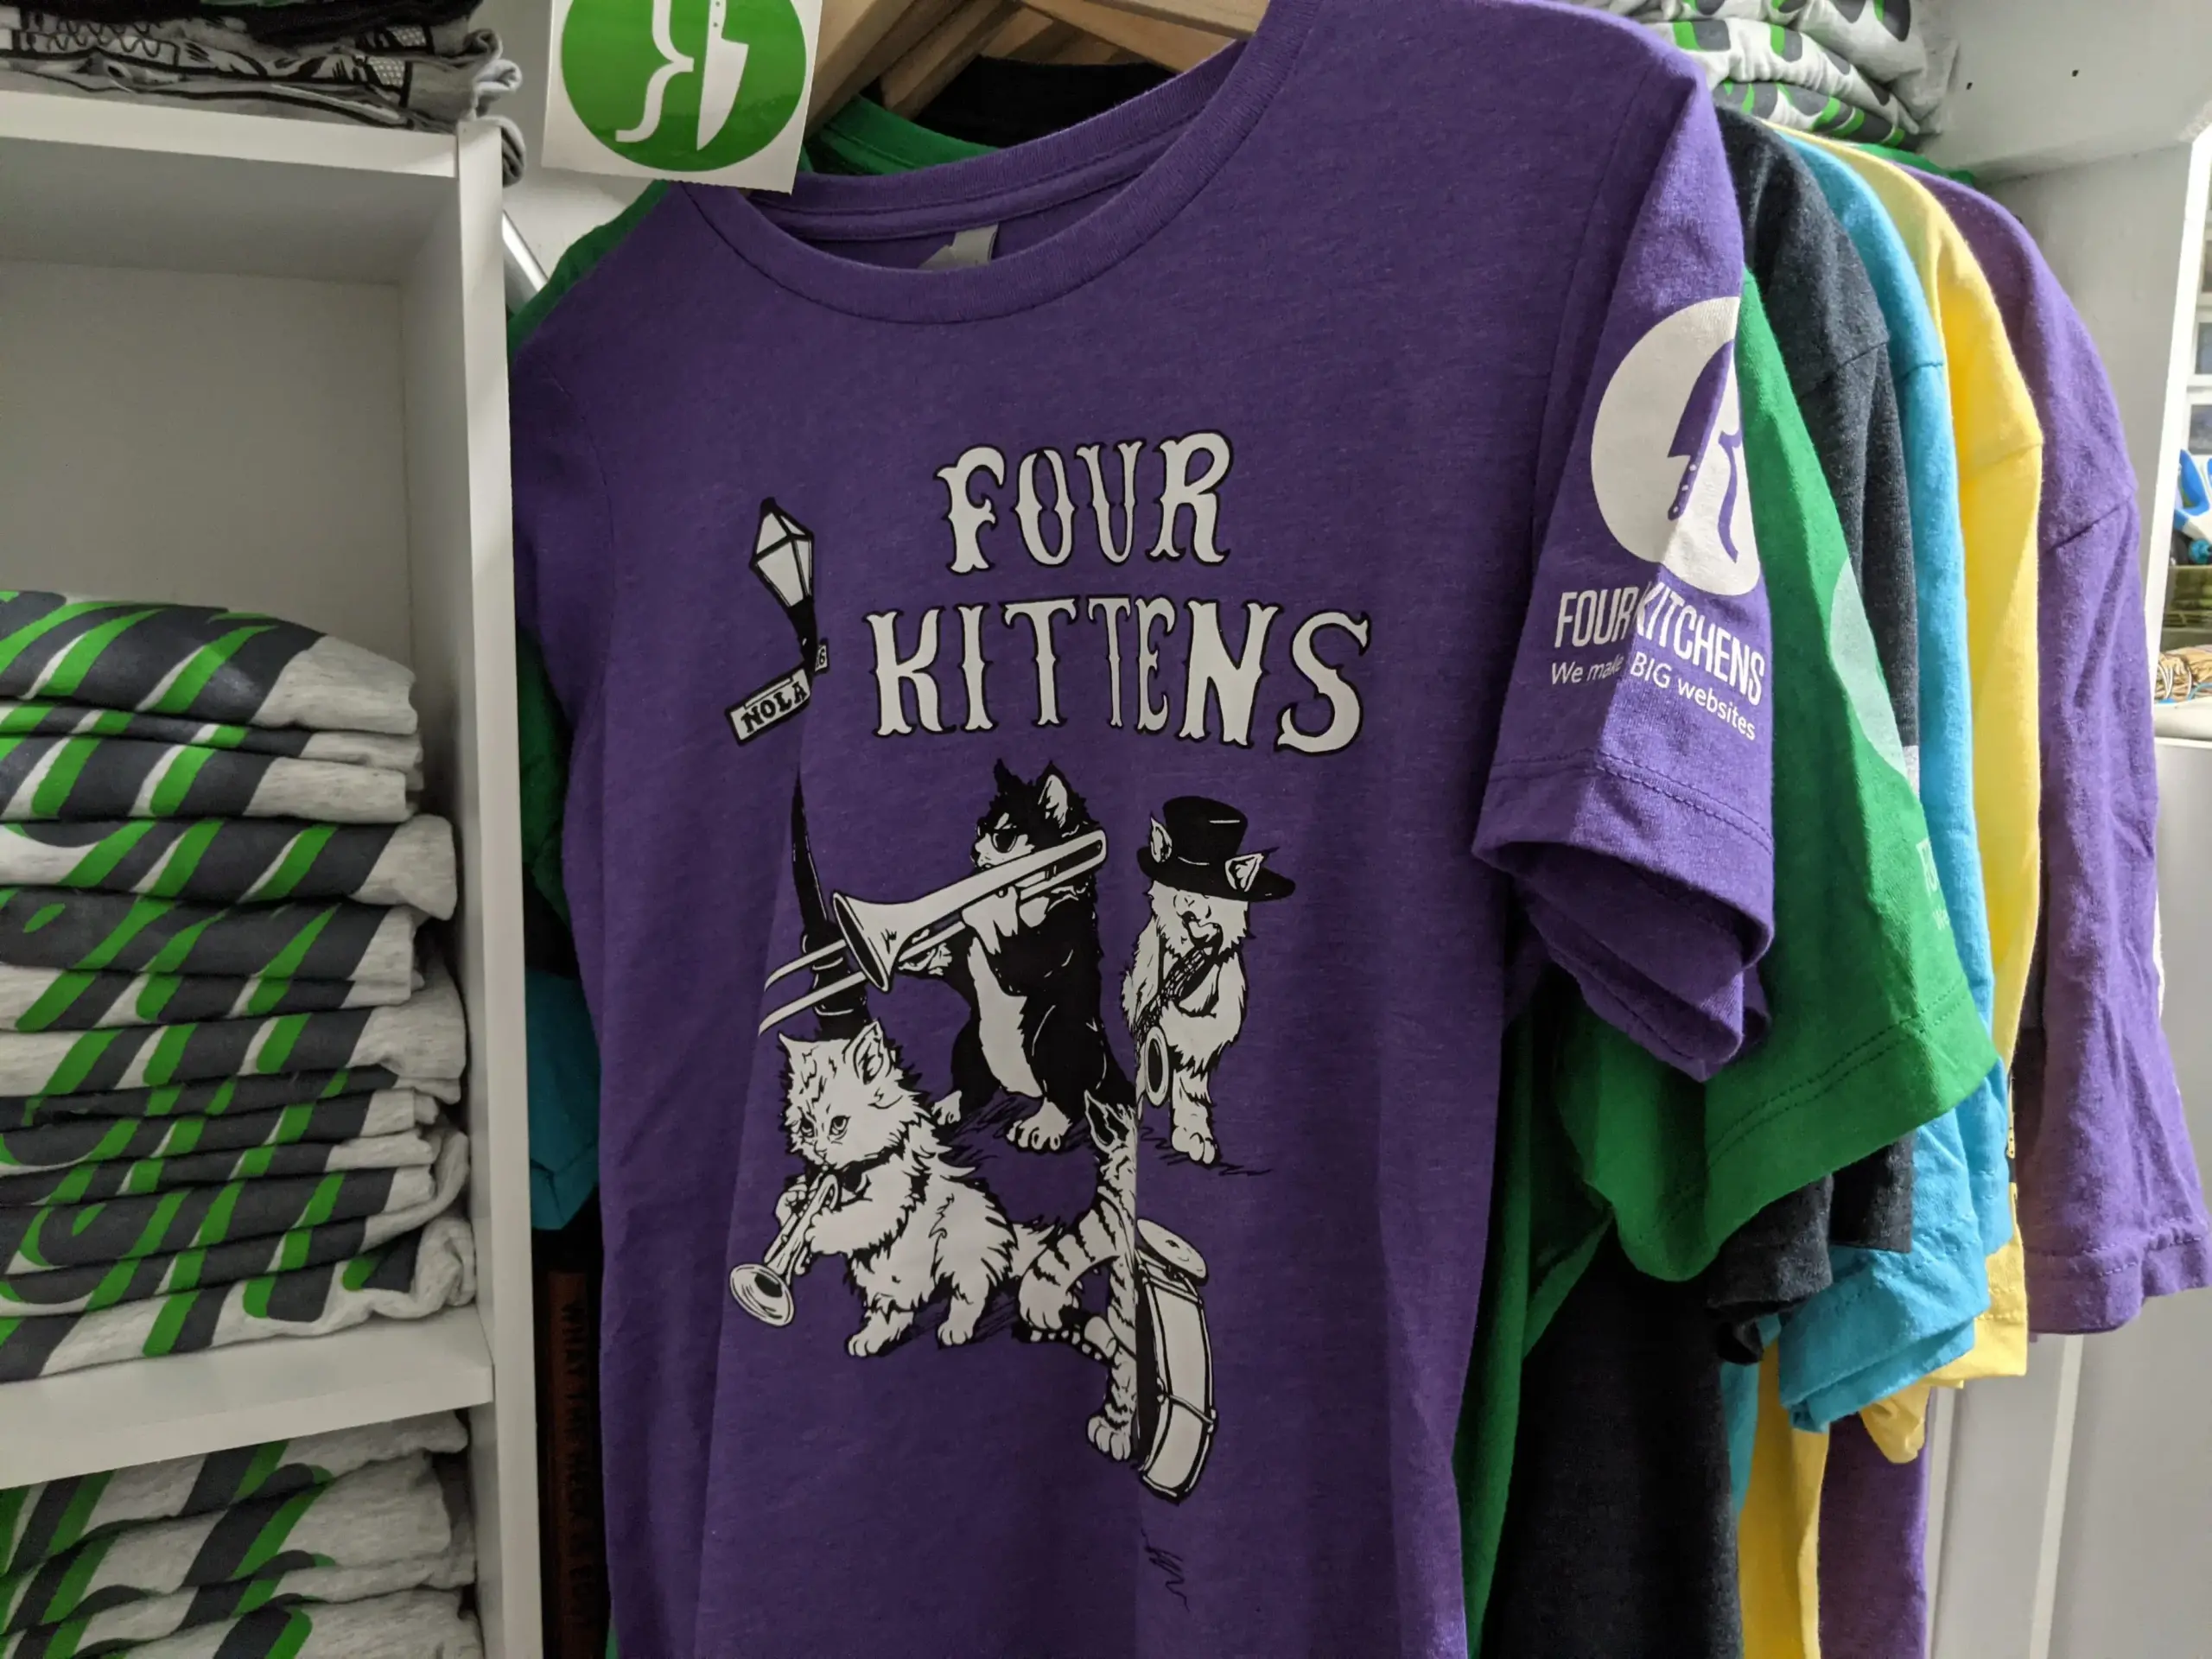 FOUR
KITTENS
NOLA
FOUR KITCHENS
We make BIG websites